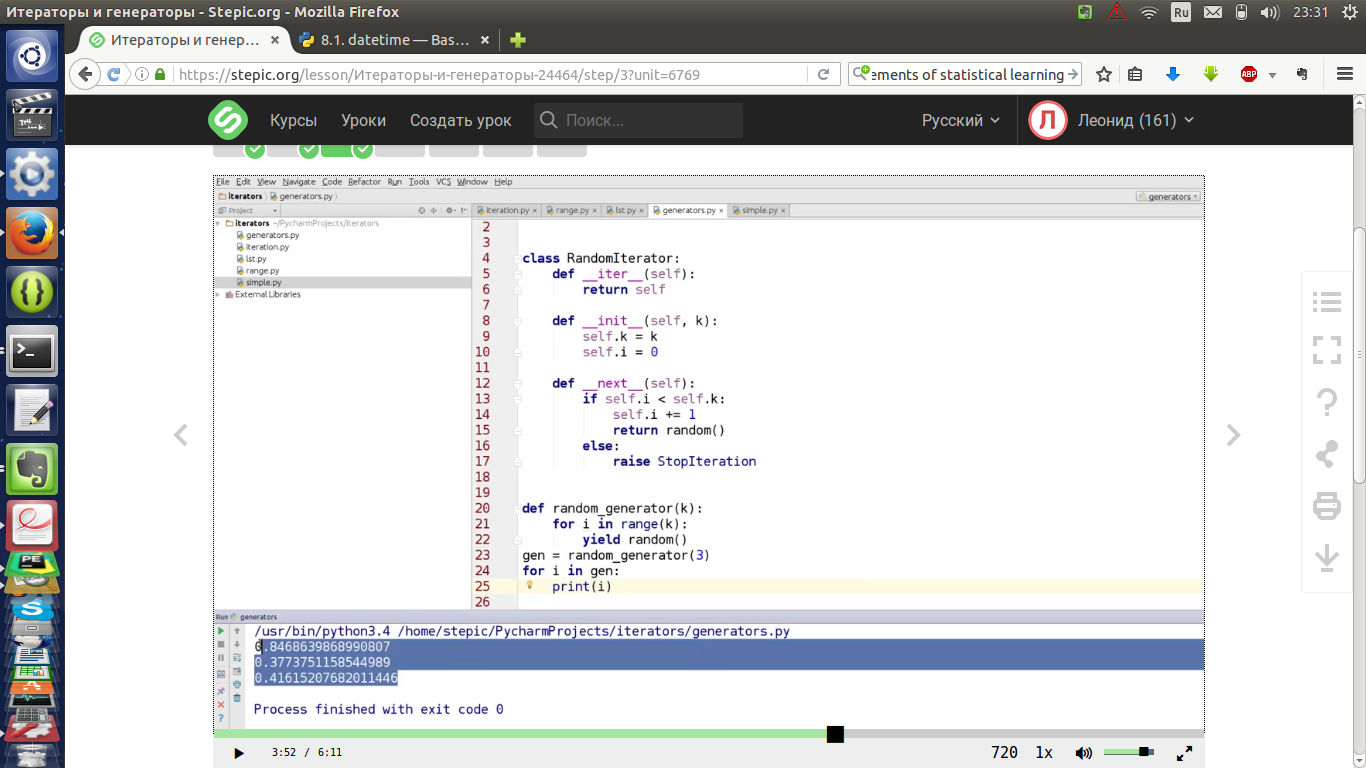 Итераторы и генераторы - Stepic.org - Mozilla Firefox
Ru
23:31
Итераторы и генер…
8.1. datetime — Bas…
https://stepic.org/lesson/Итераторы-и-генераторы-24464/step/3?unit=6769
ements of statistical learning
ABP
Курсы
Уроки
Создать урок
Поиск...
Русский
Л
Леонид (161)
File Edit View Navigate Code Refactor Run Tools VCS Window Help
iterators
generators.py
generators
Project
iteration.py
range.py
lst.py
generators.py
simple.py
iterators ~/PycharmProjects/iterators
generators.py
iteration.py
lst.py
range.py
simple.py
External Libraries
2
3
4 class RandomIterator:
5 def __iter__(self):
6 return self
7
8 def __init__(self, k):
9 self.k = k
10 self.i = 0
11
12 def __next__(self):
13 if self.i < self.k:
14 self.i += 1
15 return random()
16 else:
17 raise StopIteration
18
19
20 def random_generator(k):
21 for i in range(k):
22 yield random()
23 gen = random_generator(3)
24 for i in gen:
25 print(i)
26
Run generators
/usr/bin/python3.4 /home/stepic/PycharmProjects/iterators/generators.py
0.8468639868990807
0.3773751158544989
0.41615207682011446
Process finished with exit code 0
3:52 / 6:11
720
1x
PE